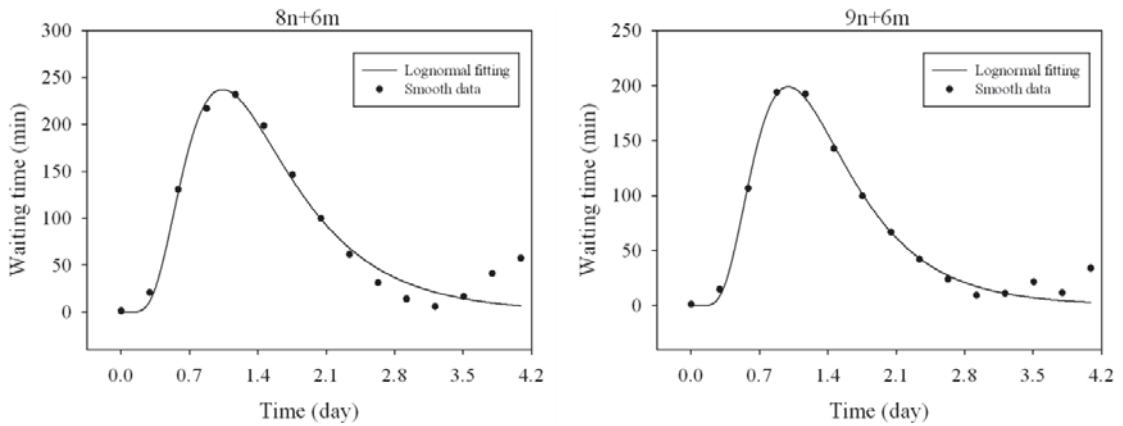 8n+6m
300
250
200
150
100
50
0
Waiting time (min)
Lognormal fitting
Smooth data
0.0 0.7 1.4 2.1 2.8 3.5 4.2
Time (day)
9n+6m
250
200
150
100
50
0
Waiting time (min)
Lognormal fitting
Smooth data
0.0 0.7 1.4 2.1 2.8 3.5 4.2
Time (day)